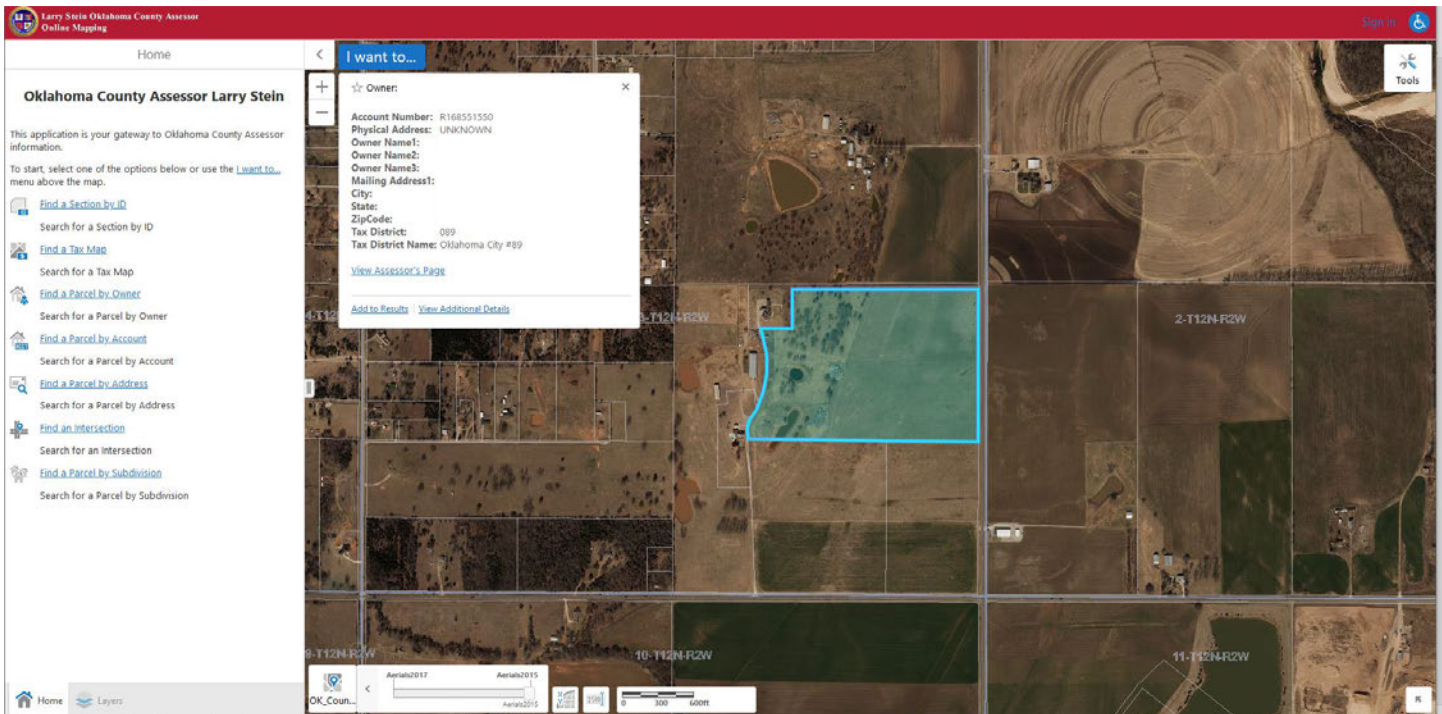 Larry Stein Oklahoma County Assessor
Online Mapping
Sign in
Home
I want to...
Tools
Oklahoma County Assessor Larry Stein
This application is your gateway to Oklahoma County Assessor
information.
To start, select one of the options below or use the I want to...
menu above the map.
Find a Section by ID
Search for a Section by ID
Find a Tax Map
Search for a Tax Map
Find a Parcel by Owner
Search for a Parcel by Owner
Find a Parcel by Account
Search for a Parcel by Account
Find a Parcel by Address
Search for a Parcel by Address
Find an Intersection
Search for an Intersection
Find a Parcel by Subdivision
Search for a Parcel by Subdivision
Home
Layers
Owner:
Account Number: R168551550
Physical Address: UNKNOWN
Owner Name1:
Owner Name2:
Owner Name3:
Mailing Address1:
City:
State:
ZipCode:
Tax District: 089
Tax District Name: Oklahoma City #89
View Assessor's Page
Add to Results View Additional Details
-T12N-R2W
2-T12N-R2W
10-T12N-R2W
11-T12N-R2W
OK_Coun...
Aerials2017 Aerials2015
Aerials2015
0 300 600ft